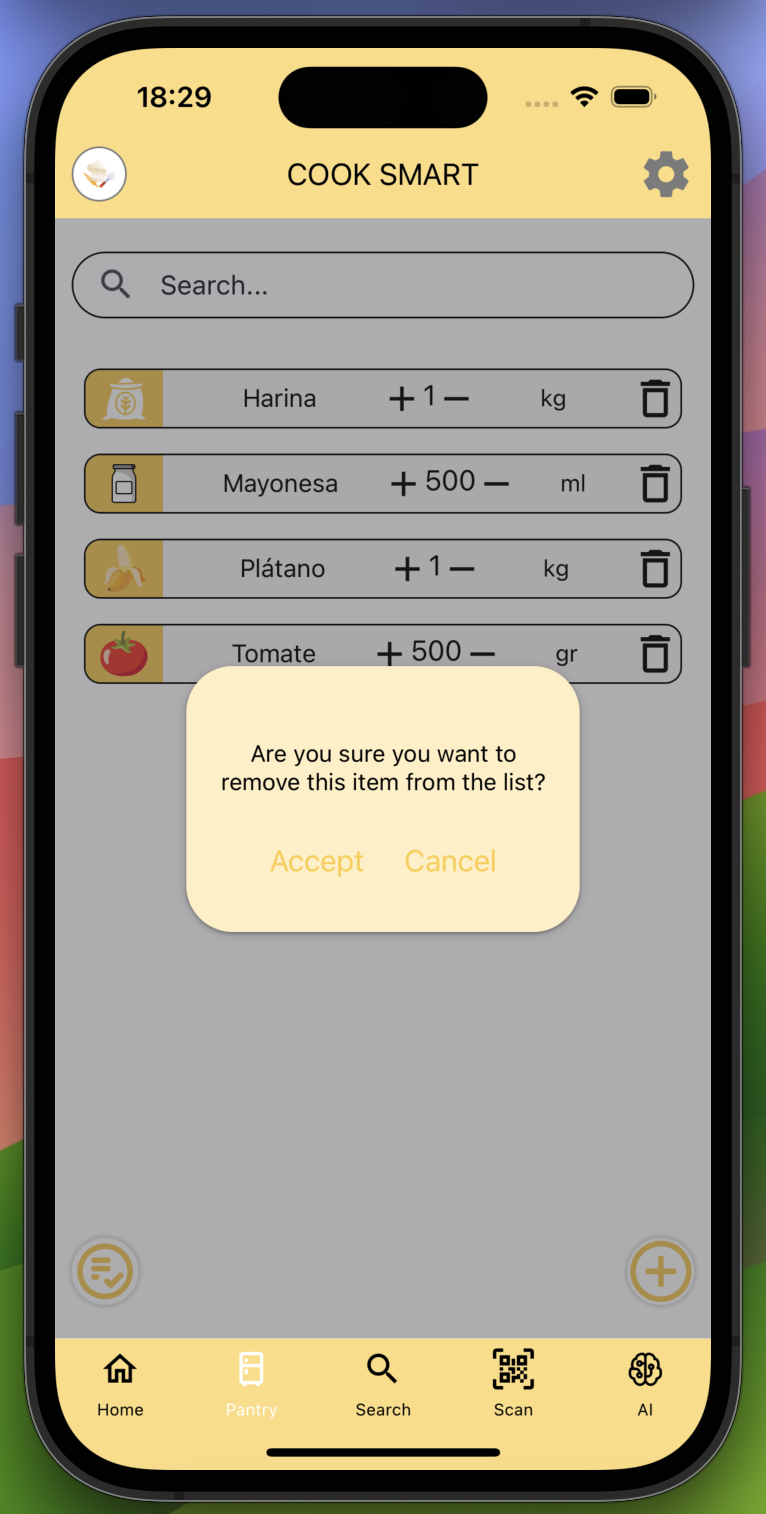 18:29
COOK SMART
Search...
Harina + 1 − kg
Mayonesa + 500 − ml
Plátano + 1 − kg
Tomate + 500 − gr
Are you sure you want to
remove this item from the list?
Accept Cancel
Home Pantry Search Scan AI